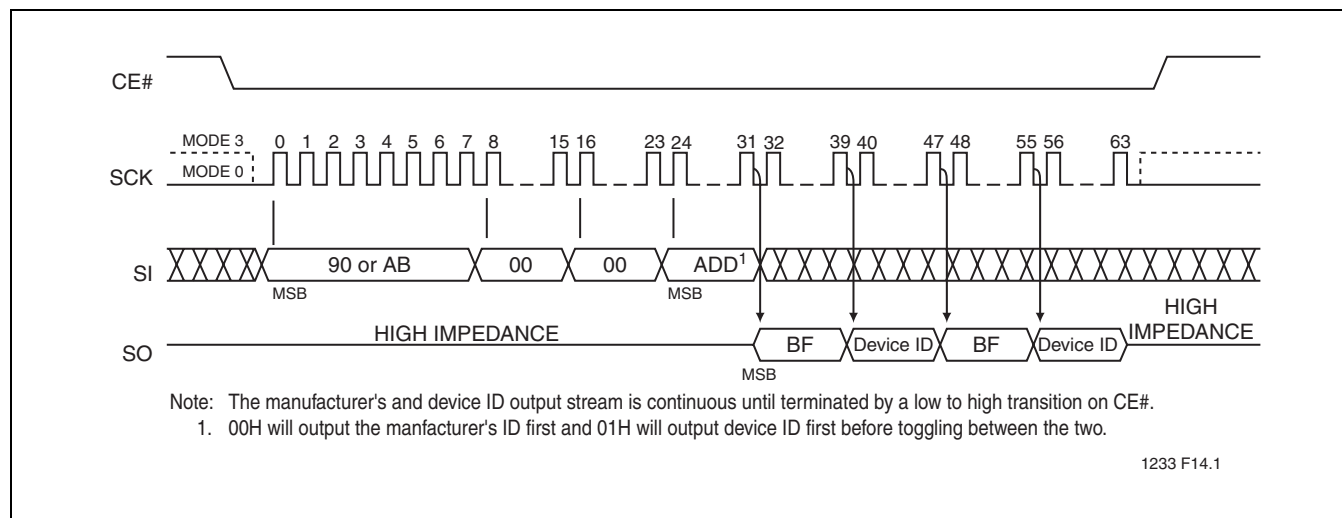 CE#
MODE 3
0 1 2 3 4 5 6 7 8 15 16 23 24 31 32 39 40 47 48 55 56 63
SCK
MODE 0
SI
90 or AB 00 00 ADD1
MSB MSB
HIGH IMPEDANCE
HIGH
IMPEDANCE
SO
BF Device ID BF Device ID
MSB
Note: The manufacturer's and device ID output stream is continuous until terminated by a low to high transition on CE#.
1. 00H will output the manfacturer's ID first and 01H will output device ID first before toggling between the two.
1233 F14.1